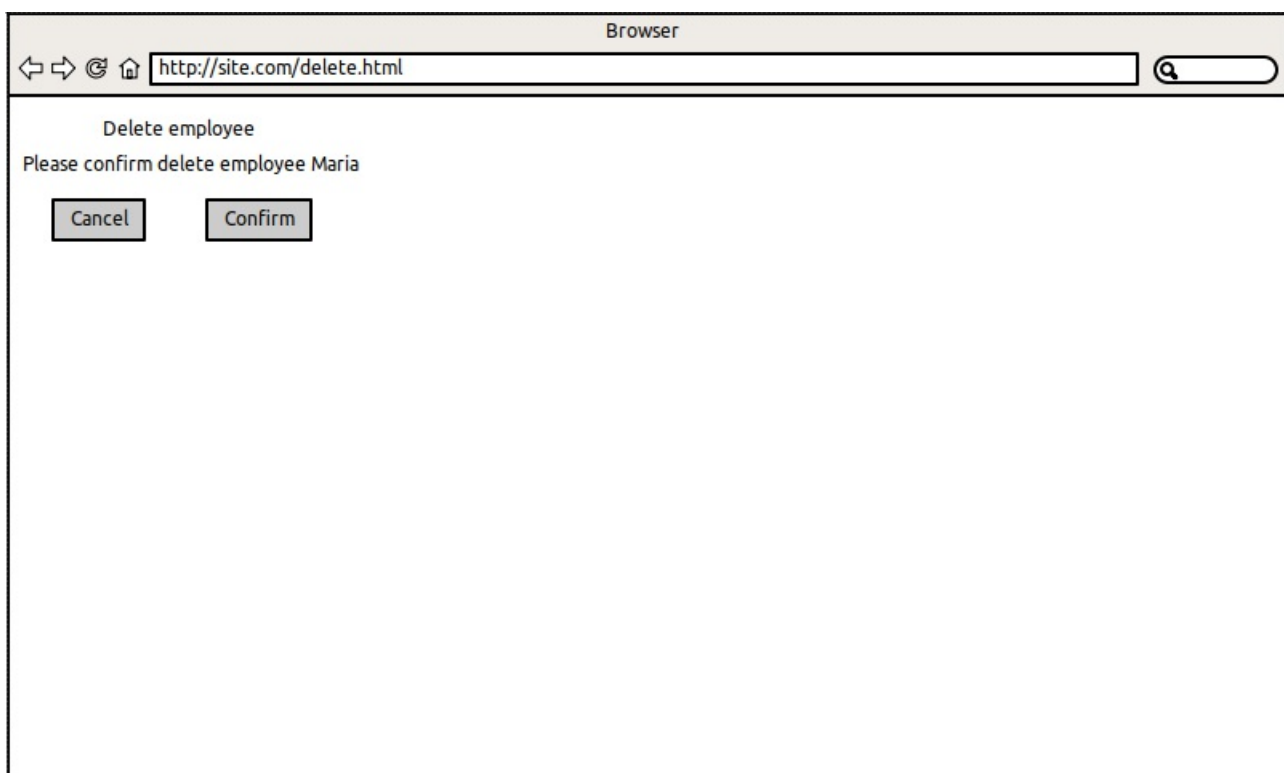 Browser
http://site.com/delete.html
Delete employee
Please confirm delete employee Maria
Cancel Confirm